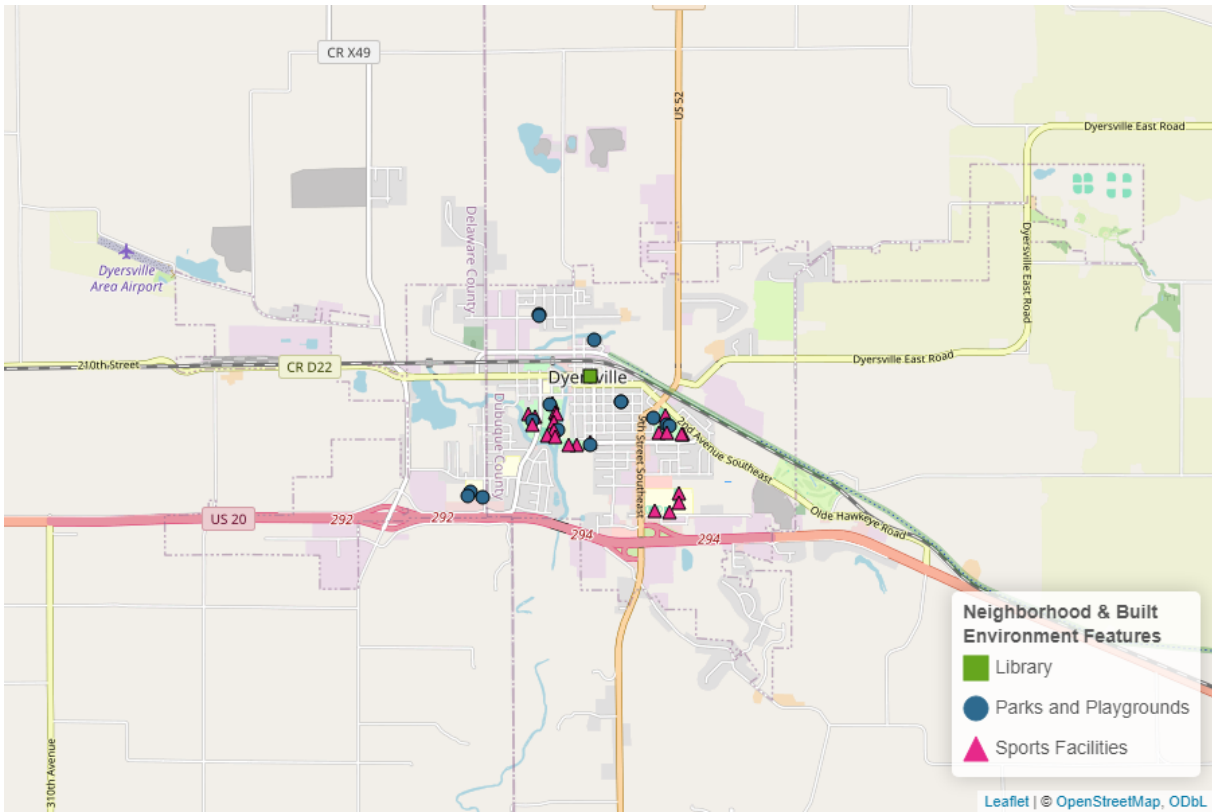 CR X49
US 52
Dyersville East Road
Delaware County
Dyersville
Area Airport
Dyersville East Road
210th Street
CR D22
Dyersville East Road
Dyersville
Dubuque County
9th Street Southeast
2nd Avenue Southeast
US 20
292
292
294
294
Olde Hawkeye Road
310th Avenue
Neighborhood & Built
Environment Features
Library
Parks and Playgrounds
Sports Facilities
Leaflet | © OpenStreetMap, ODbL